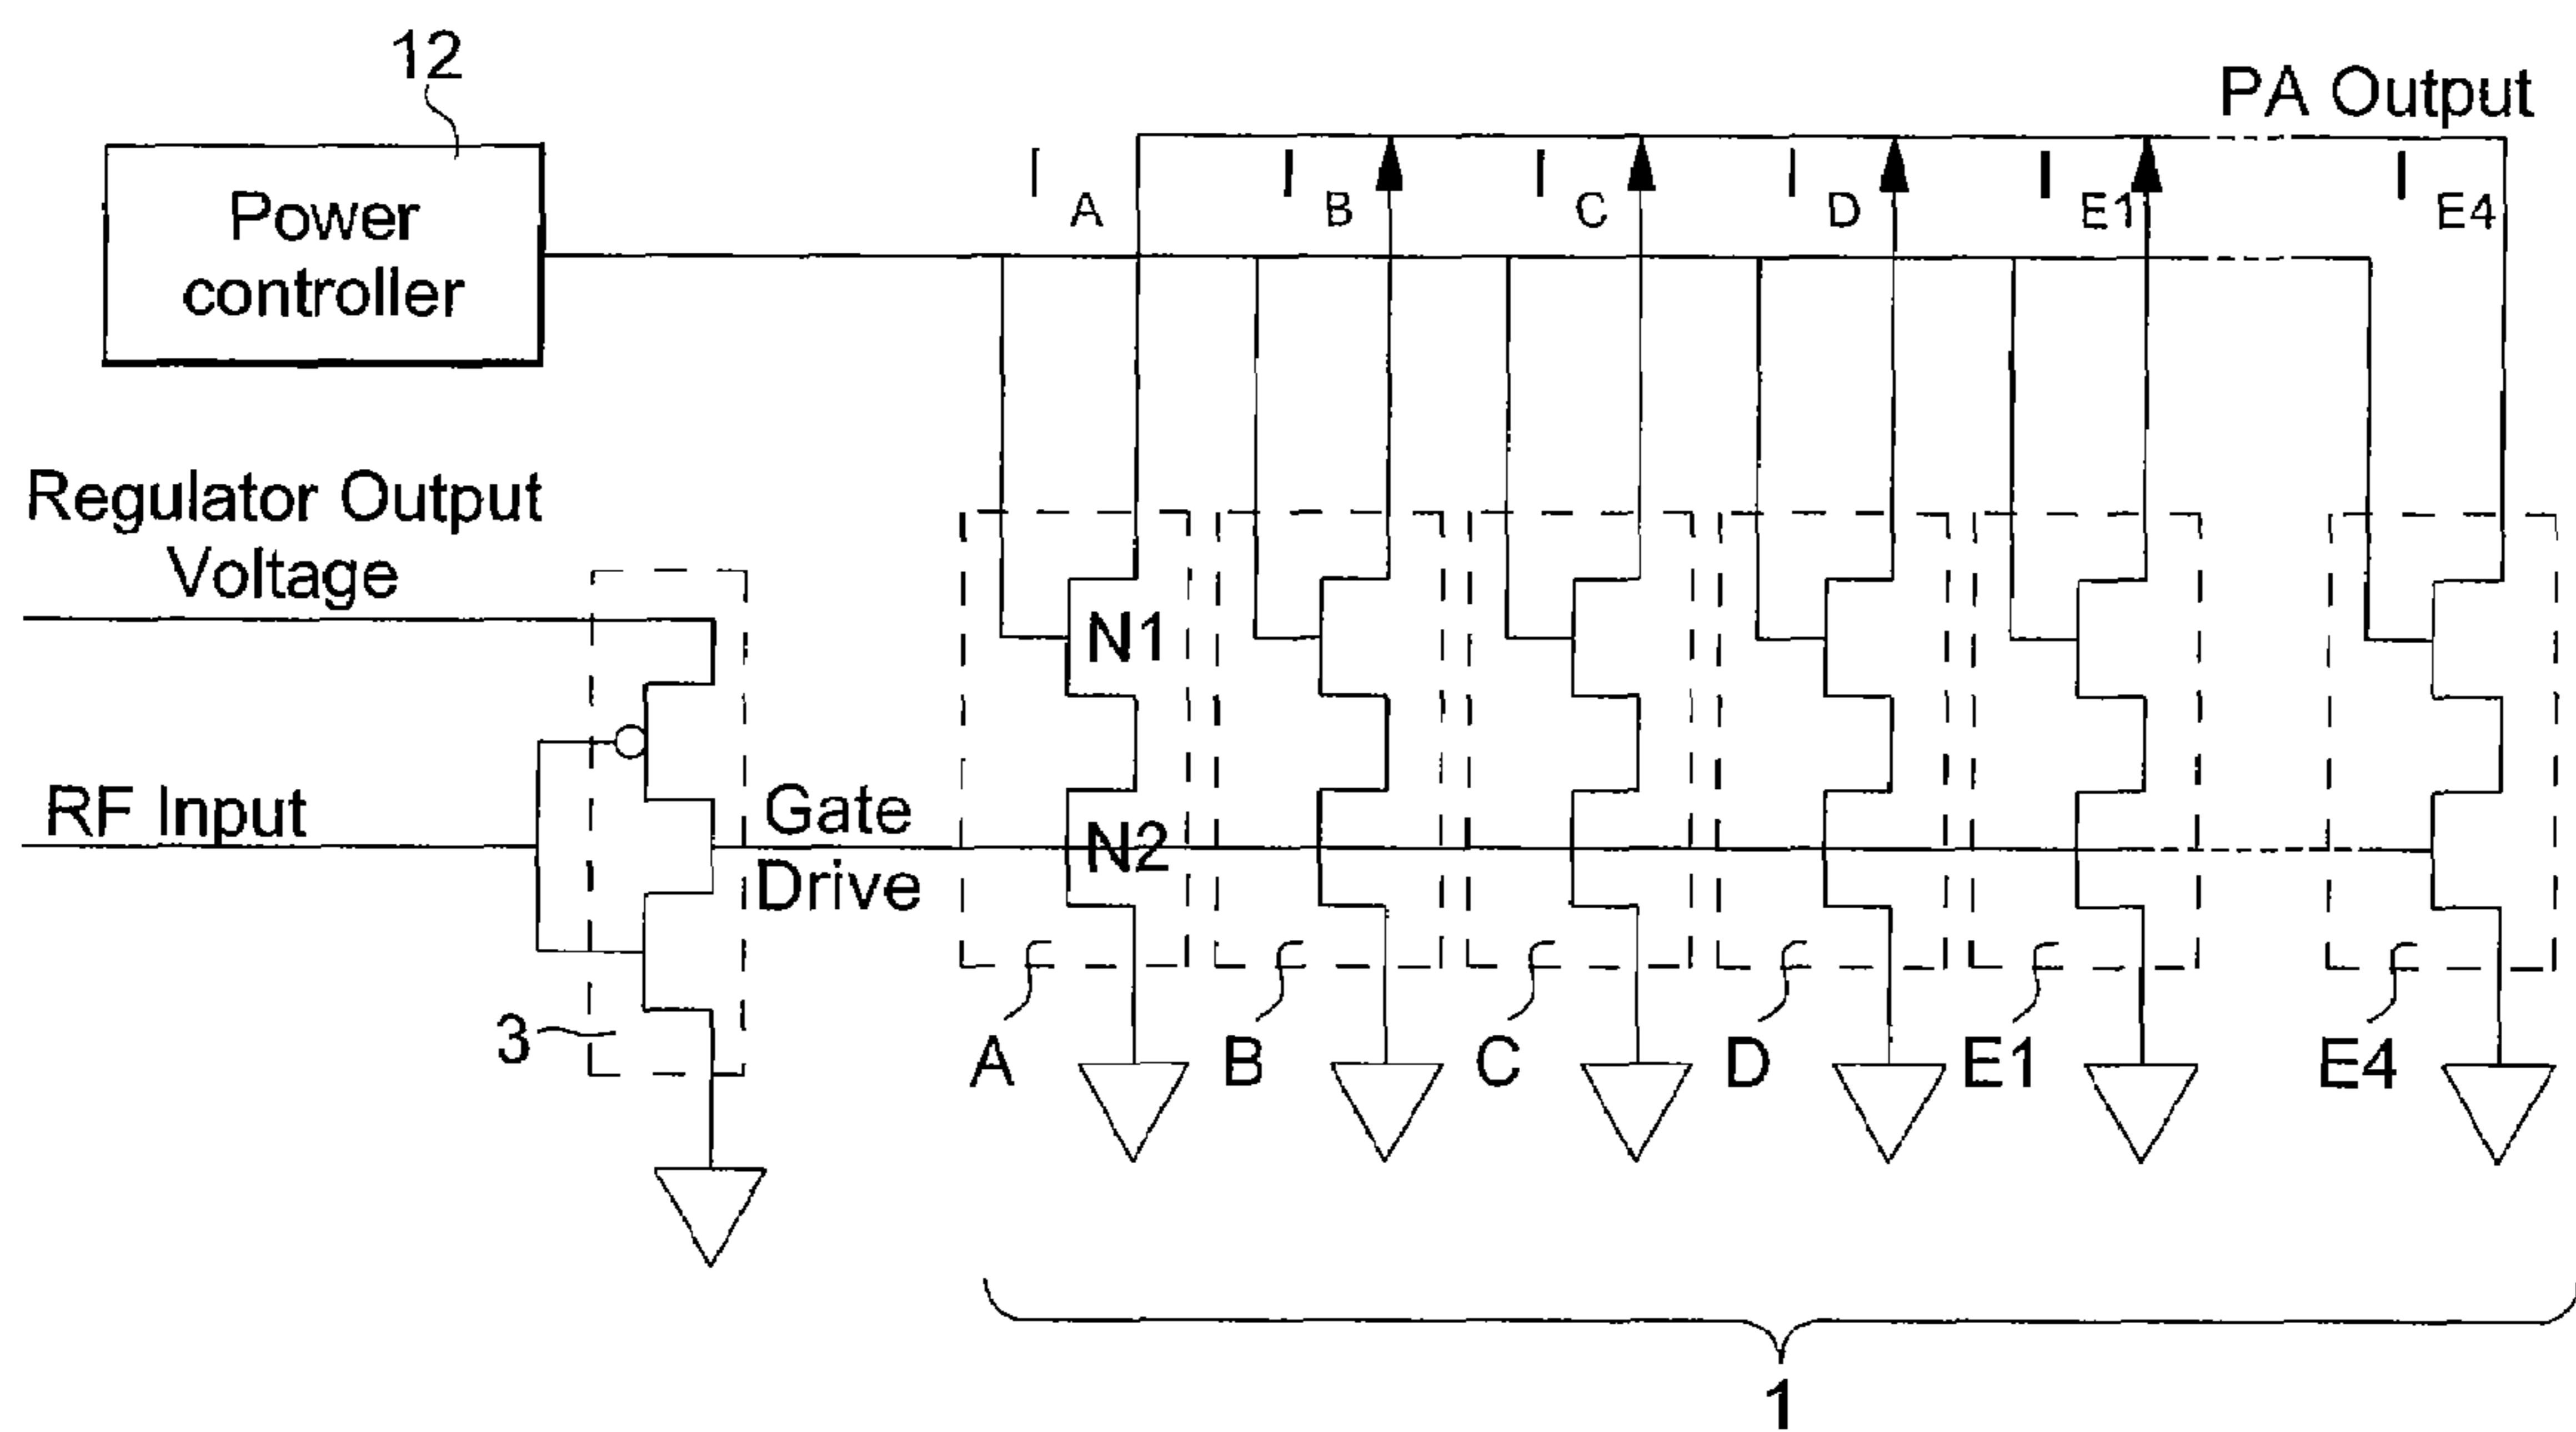 12
PA Output
Power
controller
I A
I B
I C
I D
I E1
I E4
Regulator Output
Voltage
N1
RF Input
Gate
Drive
N2
3
A
B
C
D
E1
E4
1